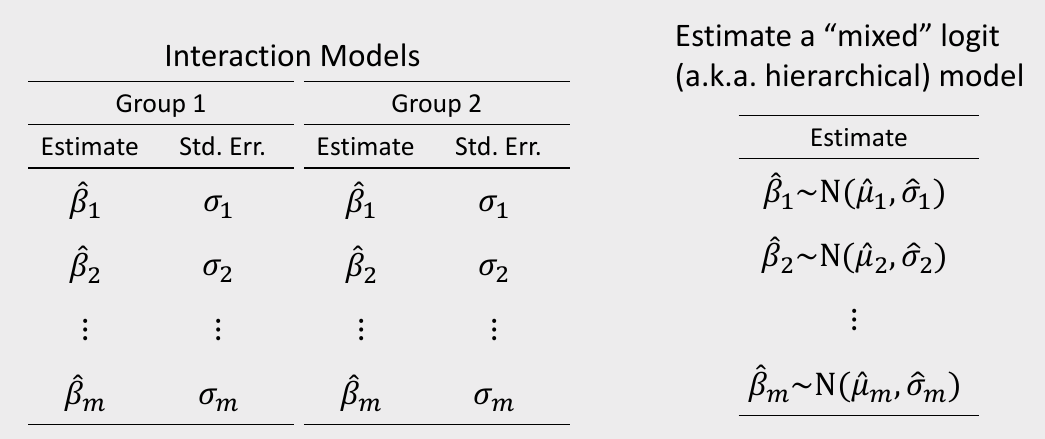 Interaction Models
Group 1 Group 2
Estimate Std. Err. Estimate Std. Err.
β̂₁ σ₁ β̂₁ σ₁
β̂₂ σ₂ β̂₂ σ₂
⋮ ⋮ ⋮ ⋮
β̂ₘ σₘ β̂ₘ σₘ
Estimate a “mixed” logit
(a.k.a. hierarchical) model
Estimate
β̂₁~N(μ̂₁, σ̂₁)
β̂₂~N(μ̂₂, σ̂₂)
⋮
β̂ₘ~N(μ̂ₘ, σ̂ₘ)